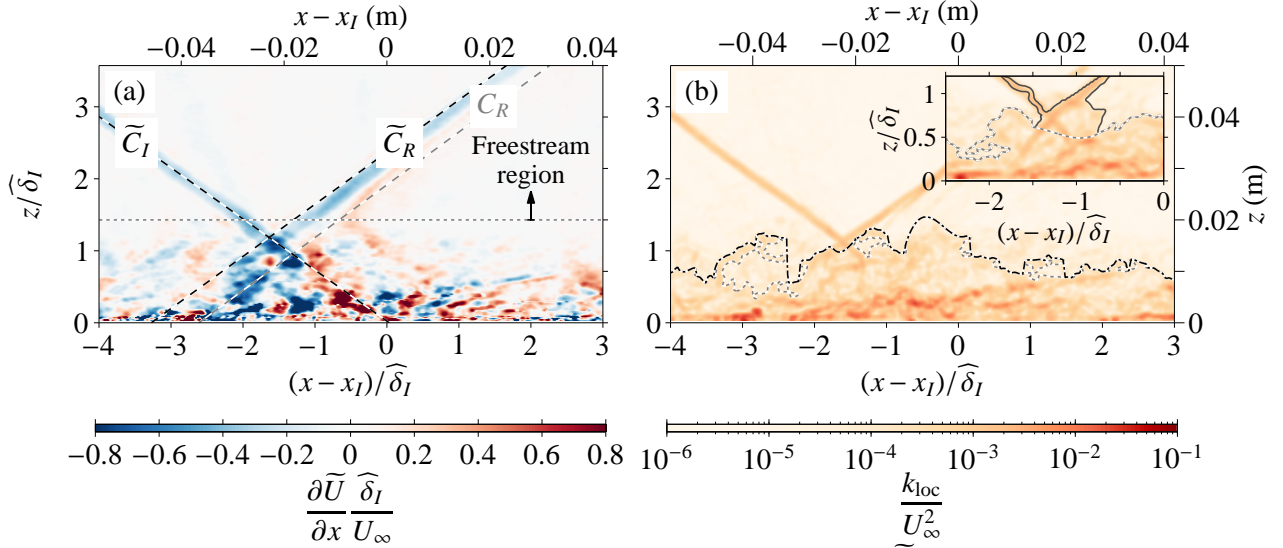 x − x_I (m)
−0.04 −0.02 0 0.02 0.04
(a)
C̃_I
C̃_R
C_R
Freestream
region
z/δ̂_I
3
2
1
0
−4 −3 −2 −1 0 1 2 3
(x − x_I)/δ̂_I
−0.8 −0.6 −0.4 −0.2 0 0.2 0.4 0.6 0.8
∂Ũ/∂x δ̂_I/U_∞
x − x_I (m)
−0.04 −0.02 0 0.02 0.04
(b)
z/δ̂_I
1
0.5
0
−2 −1 0
(x − x_I)/δ̂_I
3
2
1
0
0.04
0.02
0
z (m)
−4 −3 −2 −1 0 1 2 3
(x − x_I)/δ̂_I
10⁻⁶ 10⁻⁵ 10⁻⁴ 10⁻³ 10⁻² 10⁻¹
k_loc/U²_∞